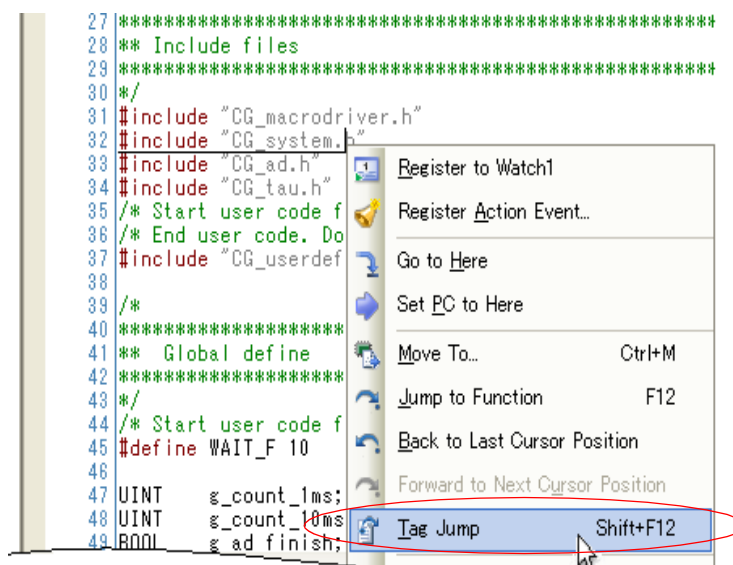 27 *****************************************************
28 ** Include files
29 *****************************************************
30 */
31 #include "CG_macrodriver.h"
32 #include "CG_system.h"
33 #include "CG_ad.h"
34 #include "CG_tau.h"
35 /* Start user code f
36 /* End user code. Do
37 #include "CG_userdef
38
39 /*
40 ********************
41 ** Global define
42 ********************
43 */
44 /* Start user code f
45 #define WAIT_F 10
46
47 UINT g_count_1ms;
48 UINT g_count_10ms
49 BOOL g_ad_finish;
Register to Watch1
Register Action Event...
Go to Here
Set PC to Here
Move To... Ctrl+M
Jump to Function F12
Back to Last Cursor Position
Forward to Next Cursor Position
Tag Jump Shift+F12